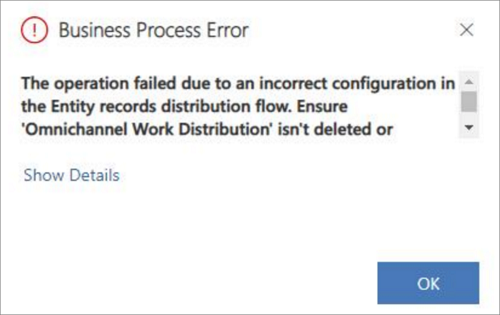 Business Process Error
The operation failed due to an incorrect configuration in
the Entity records distribution flow. Ensure
'Omnichannel Work Distribution' isn't deleted or
Show Details
OK